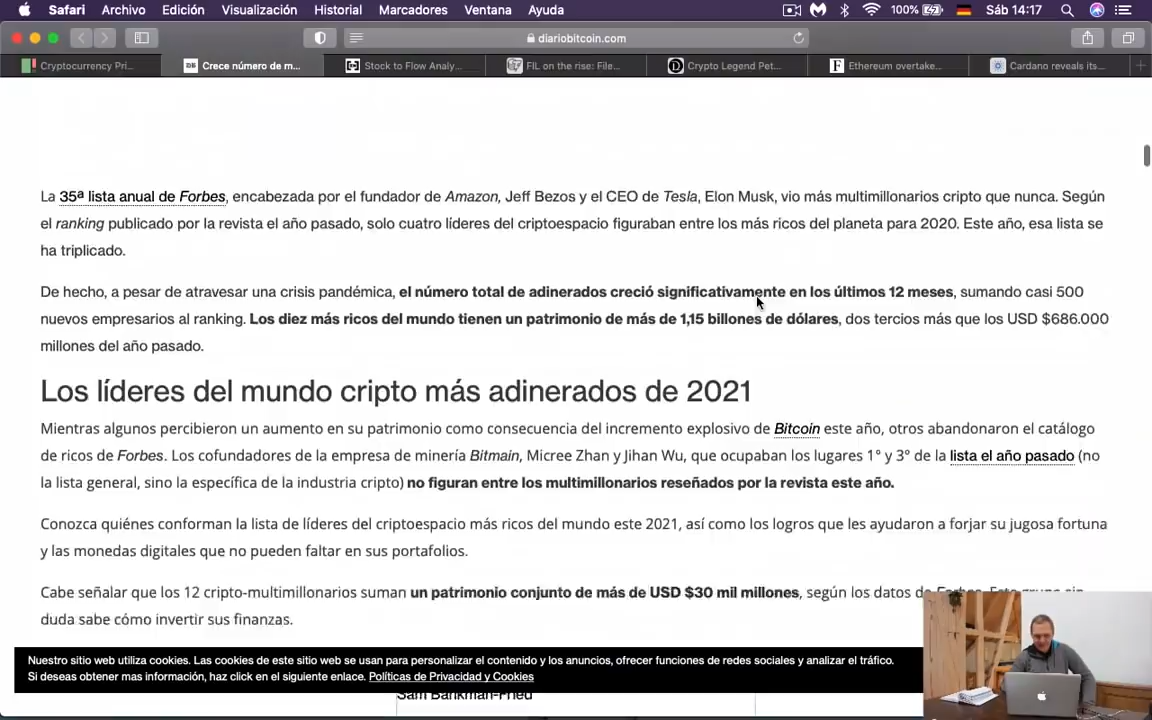 Safari Archivo Edición Visualización Historial Marcadores Ventana Ayuda 100% Sáb 14:17
diariobitcoin.com
Cryptocurrency Pri... Crece número de m... Stock to Flow Analy... FIL on the rise: File... Crypto Legend Pet... Ethereum overtake... Cardano reveals its...
La 35ª lista anual de Forbes, encabezada por el fundador de Amazon, Jeff Bezos y el CEO de Tesla, Elon Musk, vio más multimillonarios cripto que nunca. Según
el ranking publicado por la revista el año pasado, solo cuatro líderes del criptoespacio figuraban entre los más ricos del planeta para 2020. Este año, esa lista se
ha triplicado.
De hecho, a pesar de atravesar una crisis pandémica, el número total de adinerados creció significativamente en los últimos 12 meses, sumando casi 500
nuevos empresarios al ranking. Los diez más ricos del mundo tienen un patrimonio de más de 1,15 billones de dólares, dos tercios más que los USD $686.000
millones del año pasado.
Los líderes del mundo cripto más adinerados de 2021
Mientras algunos percibieron un aumento en su patrimonio como consecuencia del incremento explosivo de Bitcoin este año, otros abandonaron el catálogo
de ricos de Forbes. Los cofundadores de la empresa de minería Bitmain, Micree Zhan y Jihan Wu, que ocupaban los lugares 1° y 3° de la lista el año pasado (no
la lista general, sino la específica de la industria cripto) no figuran entre los multimillonarios reseñados por la revista este año.
Conozca quiénes conforman la lista de líderes del criptoespacio más ricos del mundo este 2021, así como los logros que les ayudaron a forjar su jugosa fortuna
y las monedas digitales que no pueden faltar en sus portafolios.
Cabe señalar que los 12 cripto-multimillonarios suman un patrimonio conjunto de más de USD $30 mil millones, según los datos de Forbes. Este grupo sin
duda sabe cómo invertir sus finanzas.
Nuestro sitio web utiliza cookies. Las cookies de este sitio web se usan para personalizar el contenido y los anuncios, ofrecer funciones de redes sociales y analizar el tráfico.
Si deseas obtener mas información, haz click en el siguiente enlace. Políticas de Privacidad y Cookies
Sam Bankman-Fried